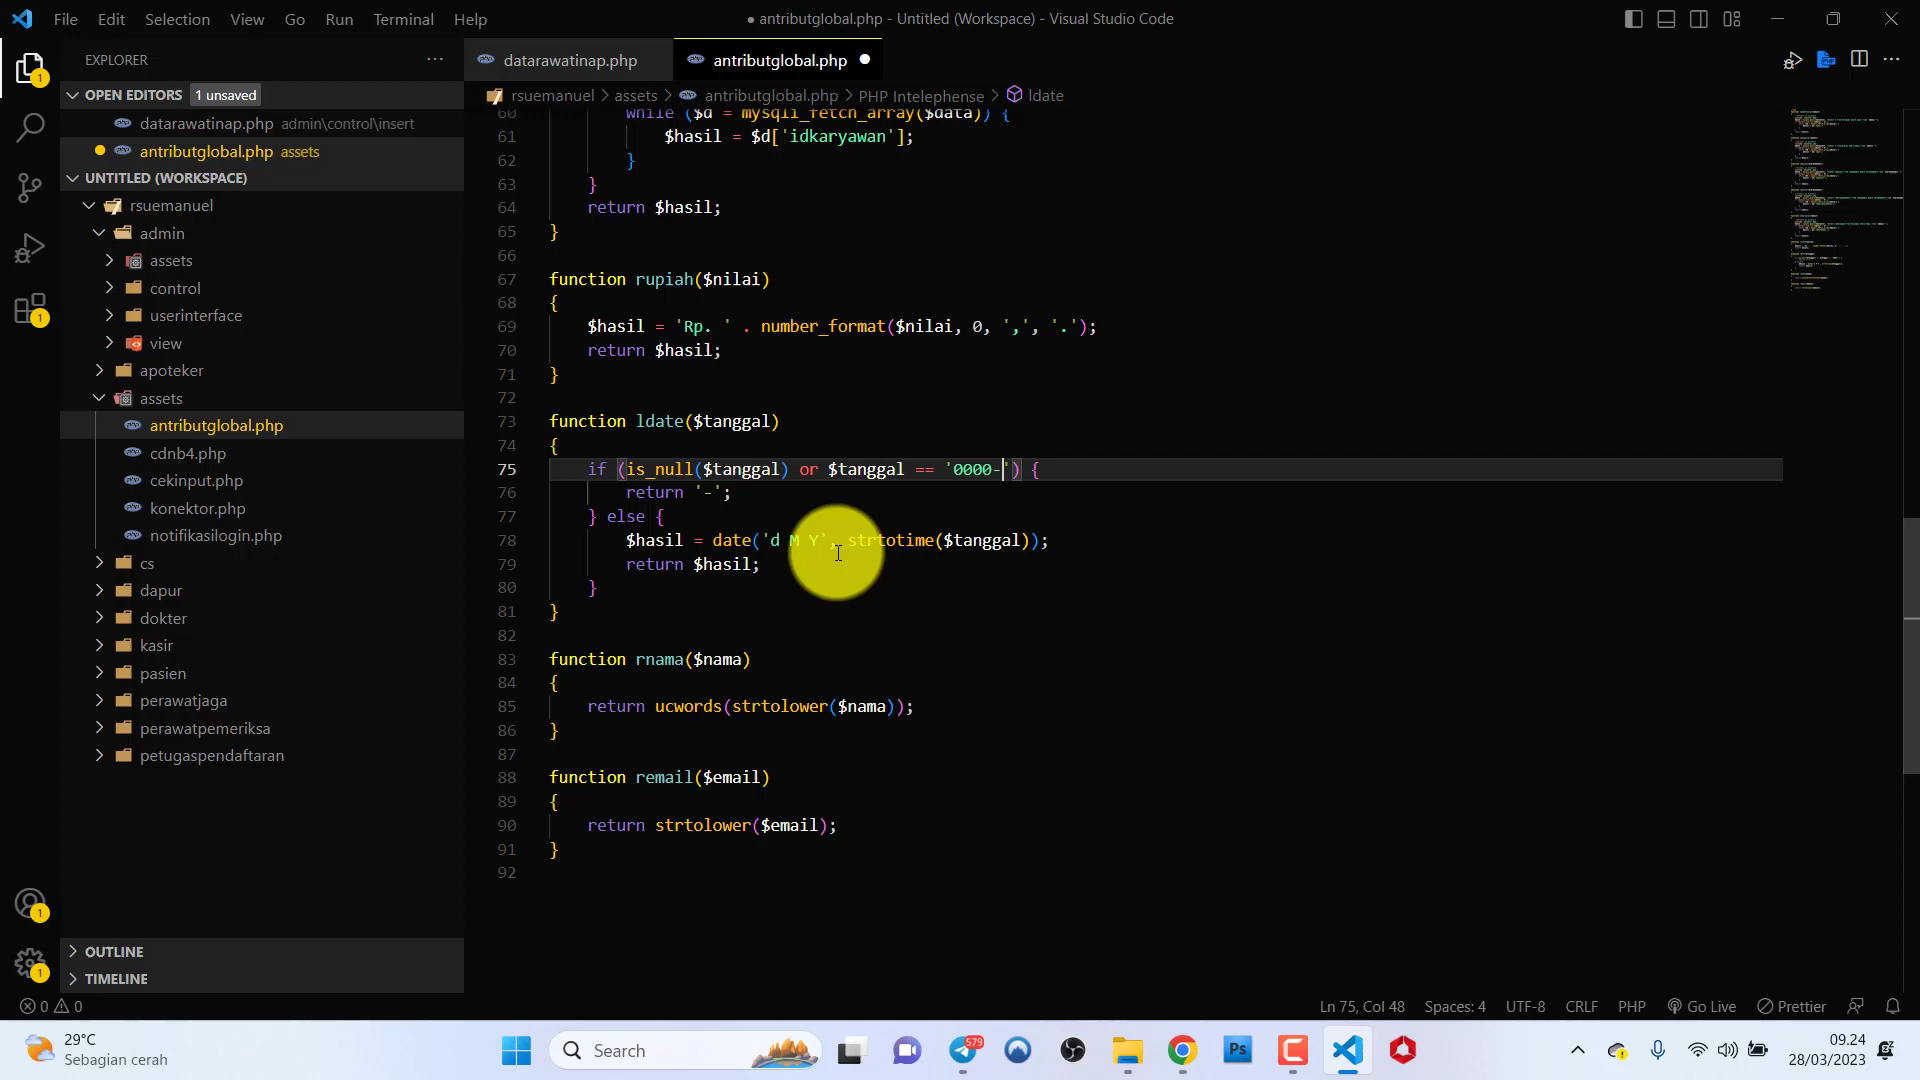 File Edit Selection View Go Run Terminal Help
● antributglobal.php - Untitled (Workspace) - Visual Studio Code
EXPLORER
OPEN EDITORS 1 unsaved
datarawatinap.php admin\control\insert
antributglobal.php assets
UNTITLED (WORKSPACE)
rsuemanuel
admin
assets
control
userinterface
view
apoteker
assets
antributglobal.php
cdnb4.php
cekinput.php
konektor.php
notifikasilogin.php
cs
dapur
dokter
kasir
pasien
perawatjaga
perawatpemeriksa
petugaspendaftaran
OUTLINE
TIMELINE
datarawatinap.php
antributglobal.php
rsuemanuel > assets > antributglobal.php > PHP Intelephense > ldate
60 while ($d = mysqli_fetch_array($data)) {
61 $hasil = $d['idkaryawan'];
62 }
63 }
64 return $hasil;
65 }
66
67 function rupiah($nilai)
68 {
69 $hasil = 'Rp. ' . number_format($nilai, 0, ',', '.');
70 return $hasil;
71 }
72
73 function ldate($tanggal)
74 {
75 if (is_null($tanggal) or $tanggal == '0000-') {
76 return '-';
77 } else {
78 $hasil = date('d M Y', strtotime($tanggal));
79 return $hasil;
80 }
81 }
82
83 function rnama($nama)
84 {
85 return ucwords(strtolower($nama));
86 }
87
88 function remail($email)
89 {
90 return strtolower($email);
91 }
92
0 0
Ln 75, Col 48 Spaces: 4 UTF-8 CRLF PHP Go Live Prettier
29°C
Sebagian cerah
Search
579
Ps
09.24
28/03/2023